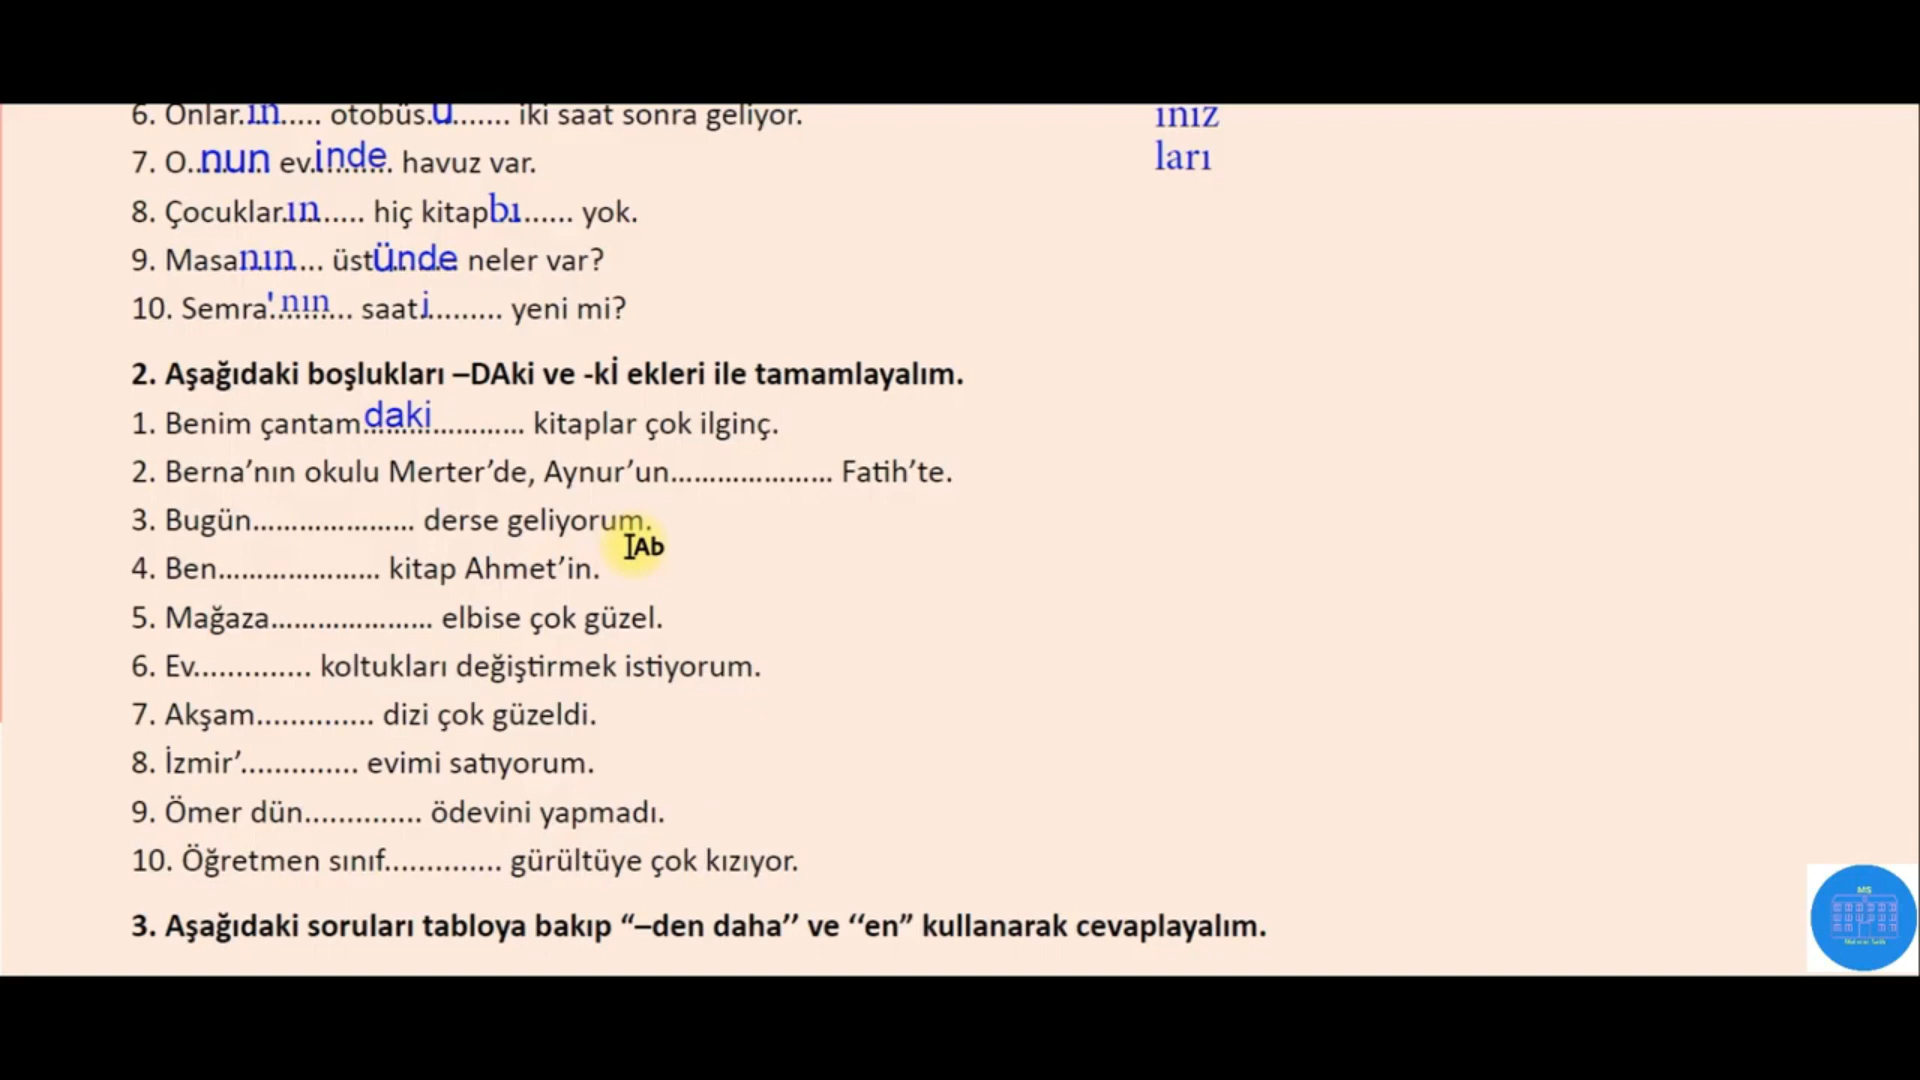 6. Onlar..ın...... otobüs.ü....... iki saat sonra geliyor.
ınız
7. O..nun ev.inde. havuz var.
ları
8. Çocuklar.ın...... hiç kitapbı...... yok.
9. Masanın... üstünde neler var?
10. Semra'.nın... saat.i......... yeni mi?
2. Aşağıdaki boşlukları –DAki ve -kİ ekleri ile tamamlayalım.
1. Benim çantamdaki............ kitaplar çok ilginç.
2. Berna’nın okulu Merter’de, Aynur’un..................... Fatih’te.
3. Bugün..................... derse geliyorum.
Ab
4. Ben..................... kitap Ahmet’in.
5. Mağaza..................... elbise çok güzel.
6. Ev.............. koltukları değiştirmek istiyorum.
7. Akşam.............. dizi çok güzeldi.
8. İzmir’.............. evimi satıyorum.
9. Ömer dün.............. ödevini yapmadı.
10. Öğretmen sınıf.............. gürültüye çok kızıyor.
MS
3. Aşağıdaki soruları tabloya bakıp “–den daha’’ ve ‘‘en” kullanarak cevaplayalım.